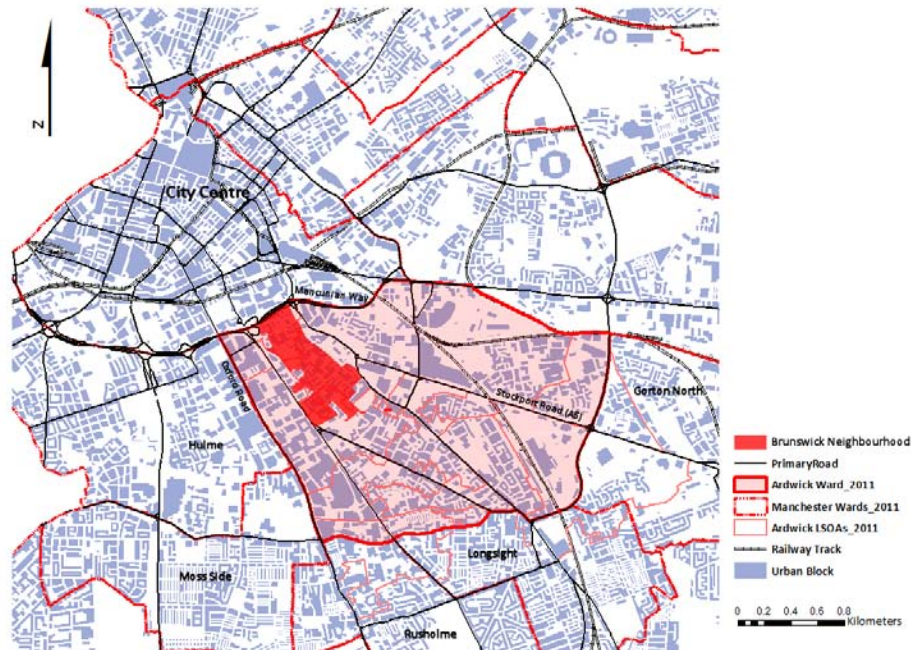 N
City Centre
Mancunian Way
Oxford Road
Stockport Road (A6)
Gorton North
Hulme
Longsight
Moss Side
Rusholme
Brunswick Neighbourhood
PrimaryRoad
Ardwick Ward_2011
Manchester Wards_2011
Ardwick LSOAs_2011
Railway Track
Urban Block
0 0.2 0.4 0.6 0.8
Kilometers